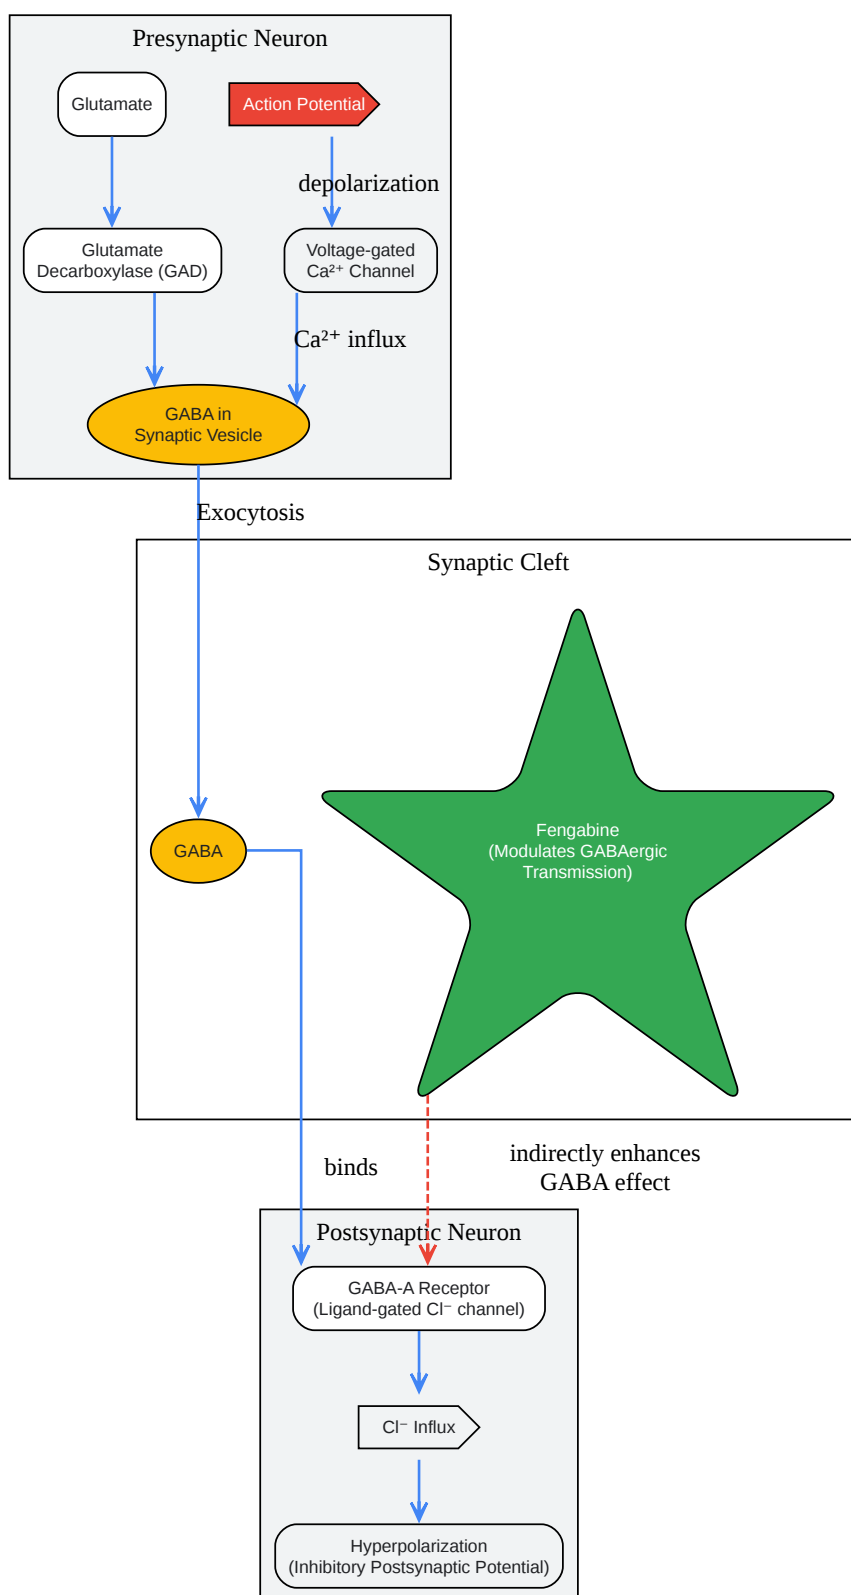 Presynaptic Neuron
Glutamate
Action Potential
depolarization
Glutamate
Decarboxylase (GAD)
Voltage-gated
Ca²⁺ Channel
Ca²⁺ influx
GABA in
Synaptic Vesicle
Exocytosis
Synaptic Cleft
Fengabine
(Modulates GABAergic
Transmission)
GABA
binds
indirectly enhances
GABA effect
Postsynaptic Neuron
GABA-A Receptor
(Ligand-gated Cl⁻ channel)
Cl⁻ Influx
Hyperpolarization
(Inhibitory Postsynaptic Potential)